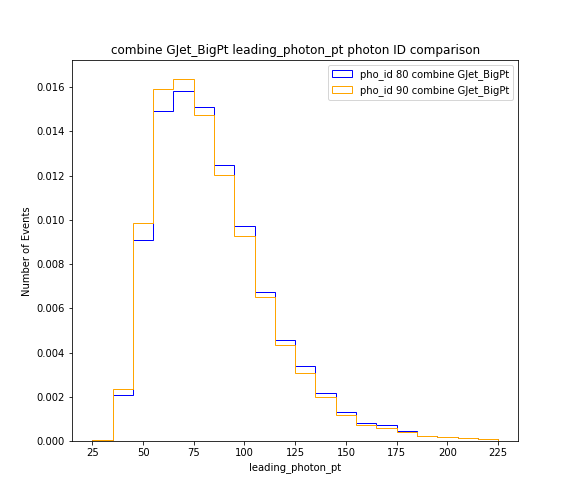 combine GJet_BigPt leading_photon_pt photon ID comparison
pho_id 80 combine GJet_BigPt
pho_id 90 combine GJet_BigPt
Number of Events
0.016
0.014
0.012
0.010
0.008
0.006
0.004
0.002
0.000
25 50 75 100 125 150 175 200 225
leading_photon_pt